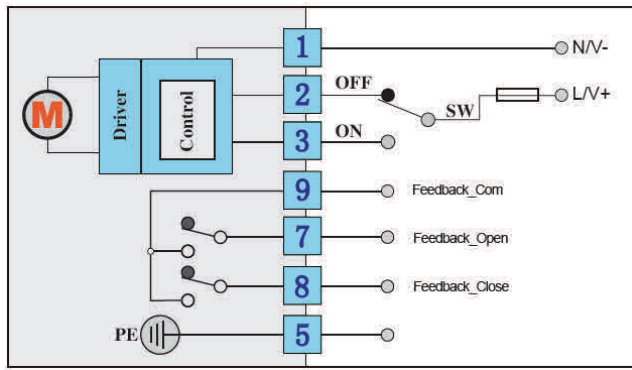 1
N/V-
2
OFF
L/V+
SW
M
Driver
Control
3
ON
9
Feedback_Com
7
Feedback_Open
8
Feedback_Close
PE
5